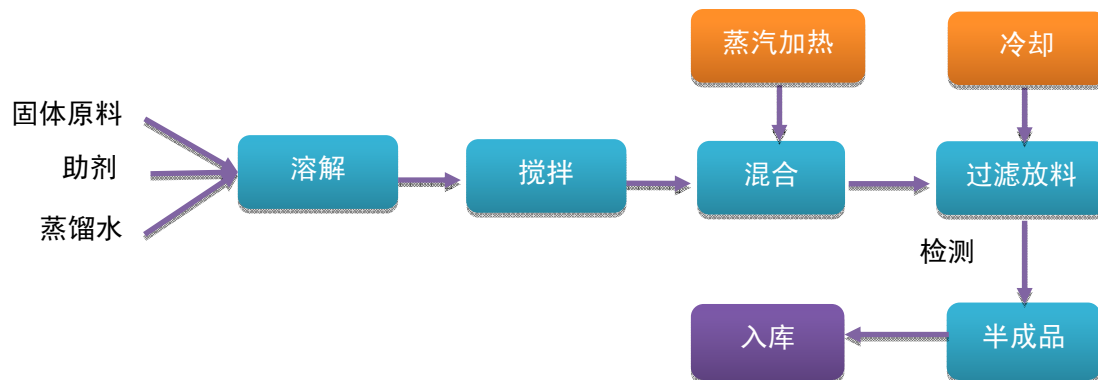 蒸汽加热
冷却
固体原料
助剂
蒸馏水
溶解
搅拌
混合
过滤放料
检测
入库
半成品